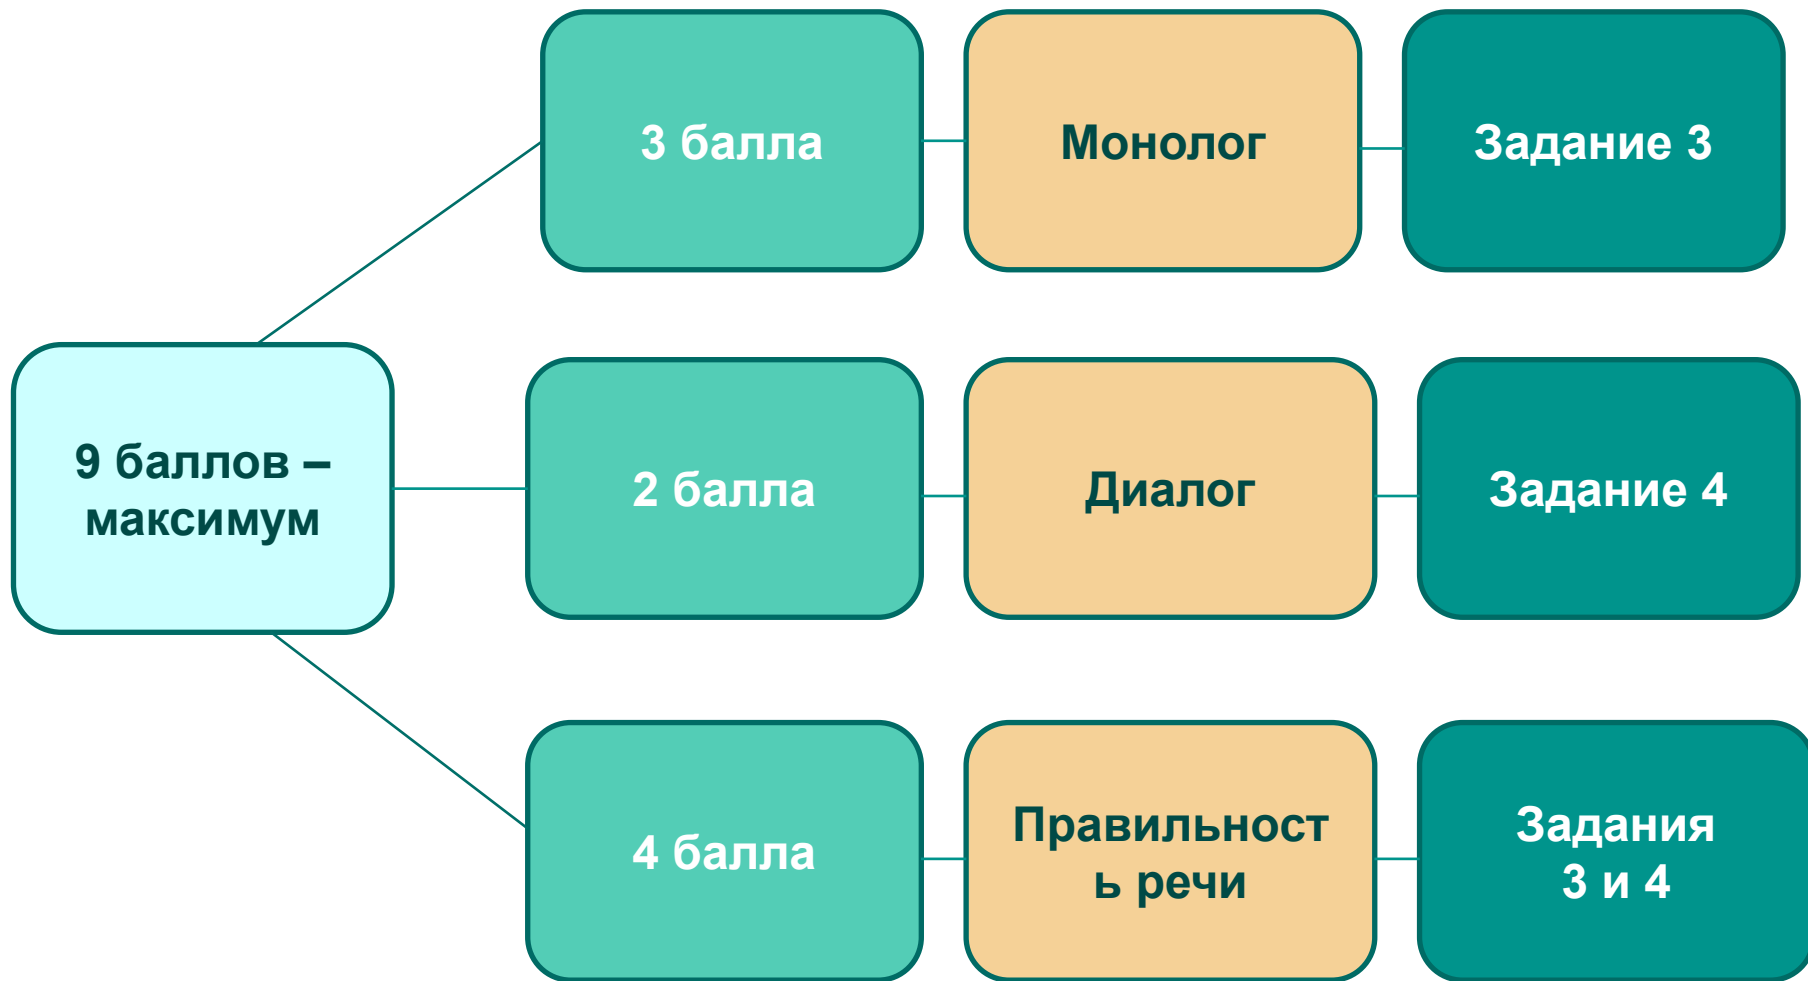 3 балла
Монолог
Задание 3
9 баллов –
максимум
2 балла
Диалог
Задание 4
4 балла
Правильност
ь речи
Задания
3 и 4